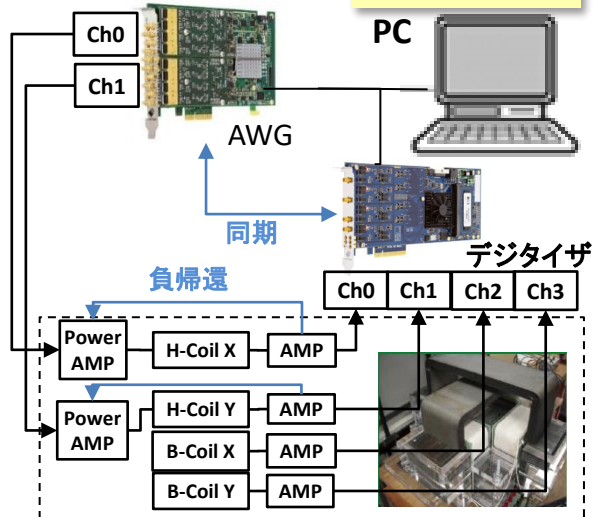 Ch0
PC
Ch1
AWG
同期
デジタイザ
負帰還
Ch0
Ch1
Ch2
Ch3
Power
AMP
H-Coil X
AMP
Power
AMP
H-Coil Y
AMP
B-Coil X
AMP
B-Coil Y
AMP